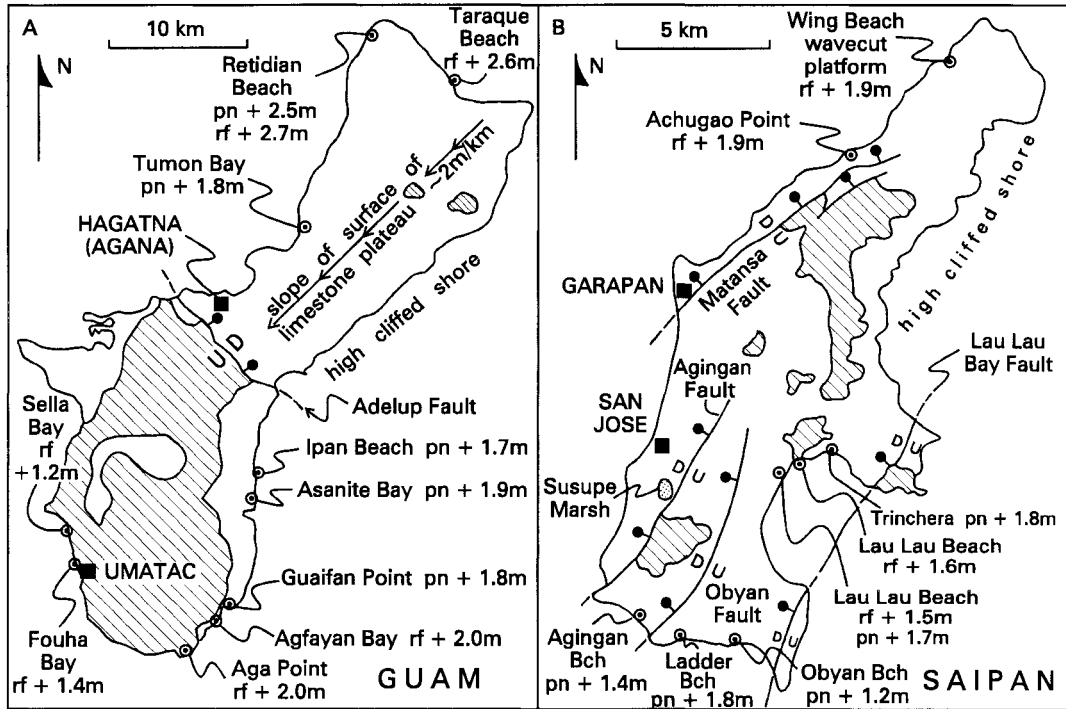 A
10 km
N
Taraque
Beach
rf + 2.6m
Retidian
Beach
pn + 2.5m
rf + 2.7m
Tumon Bay
pn + 1.8m
HAGATNA
(AGANA)
slope of surface of
limestone plateau
~2m/km
high cliffed shore
U D
Adelup Fault
Sella
Bay
rf
+1.2m
Ipan Beach pn + 1.7m
Asanite Bay pn + 1.9m
UMATAC
Guaifan Point pn + 1.8m
Fouha
Bay
rf + 1.4m
Agfayan Bay rf + 2.0m
Aga Point
rf + 2.0m
GUAM
B
5 km
N
Wing Beach
wavecut
platform
rf + 1.9m
Achugao Point
rf + 1.9m
D U
GARAPAN
Matansa
Fault
high cliffed shore
Lau Lau
Bay Fault
Agingan
Fault
SAN
JOSE
D U
D U
Susupe
Marsh
Trinchera pn + 1.8m
Lau Lau Beach
rf + 1.6m
D U
Obyan
Fault
Lau Lau Beach
rf + 1.5m
pn + 1.7m
D U
Agingan
Bch
pn + 1.4m
Ladder
Bch
pn + 1.8m
Obyan Bch
pn + 1.2m
SAIPAN